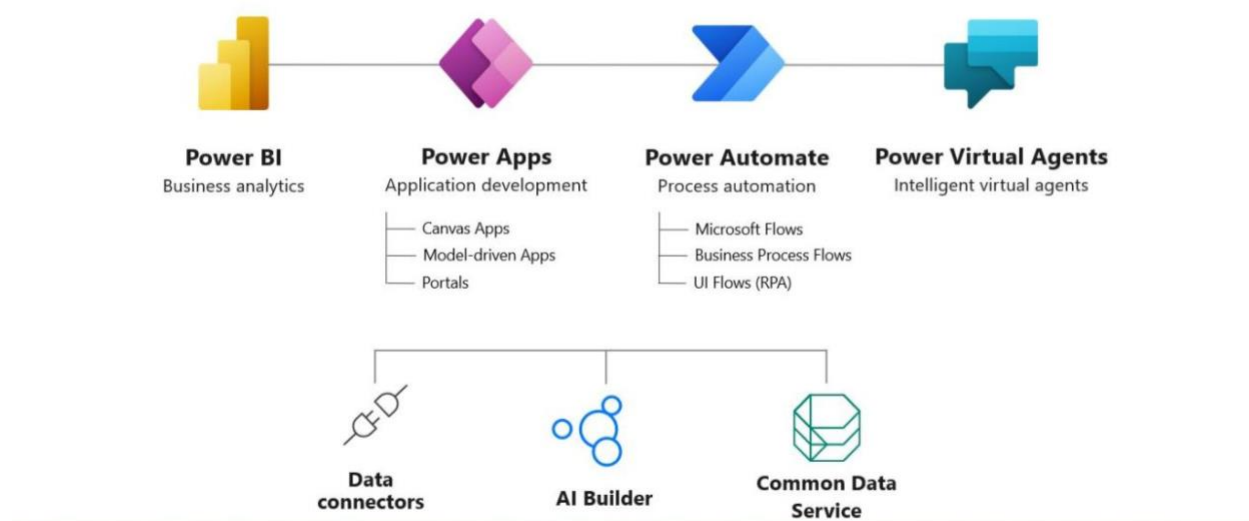 Power BI
Business analytics
Power Apps
Application development
Canvas Apps
Model-driven Apps
Portals
Power Automate
Process automation
Microsoft Flows
Business Process Flows
UI Flows (RPA)
Power Virtual Agents
Intelligent virtual agents
Data
connectors
AI Builder
Common Data
Service